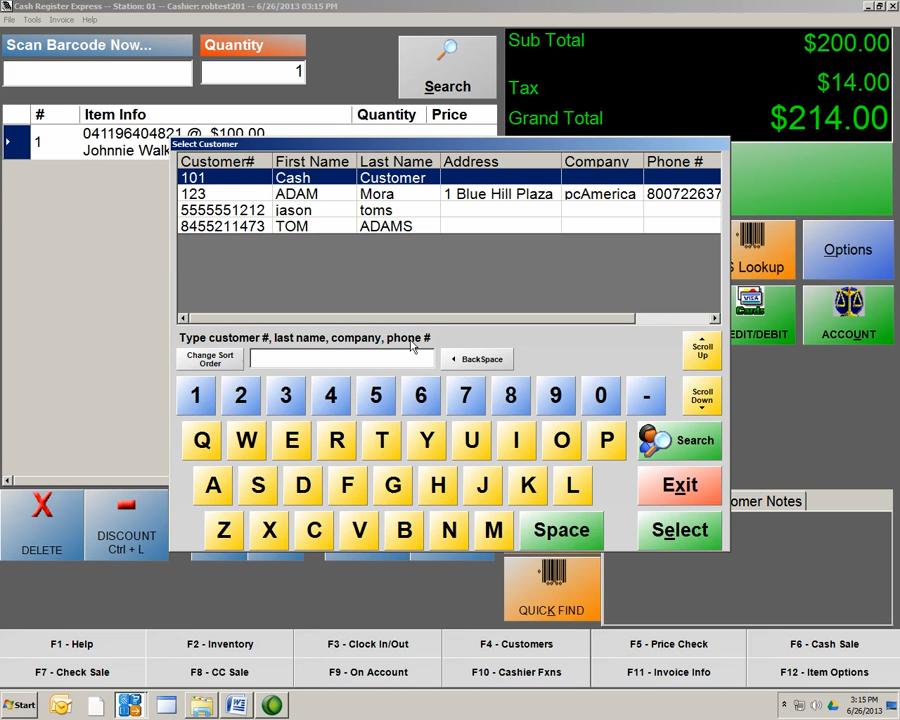 Cash Register Express -- Station: 01 -- Cashier: robtest201 -- 6/26/2013 03:15 PM
File Tools Invoice Help
Scan Barcode Now... Quantity
1
Search
Sub Total $200.00
Tax $14.00
Grand Total $214.00
# Item Info Quantity Price
1 041196404821 @ $100.00
Johnnie Walk
Select Customer
Customer# First Name Last Name Address Company Phone #
101 Cash Customer
123 ADAM Mora 1 Blue Hill Plaza pcAmerica 800722637
5555551212 jason toms
8455211473 TOM ADAMS
Type customer #, last name, company, phone #
Change Sort
Order
BackSpace
Scroll
Up
1 2 3 4 5 6 7 8 9 0 -
Scroll
Down
Q W E R T Y U I O P Search
A S D F G H J K L Exit
Z X C V B N M Space Select
Lookup
Options
EDIT/DEBIT
ACCOUNT
VISA
Cards
omer Notes
X
DELETE
DISCOUNT
Ctrl + L
QUICK FIND
F1 - Help F2 - Inventory F3 - Clock In/Out F4 - Customers F5 - Price Check F6 - Cash Sale
F7 - Check Sale F8 - CC Sale F9 - On Account F10 - Cashier Fxns F11 - Invoice Info F12 - Item Options
Start
3:15 PM
6/26/2013